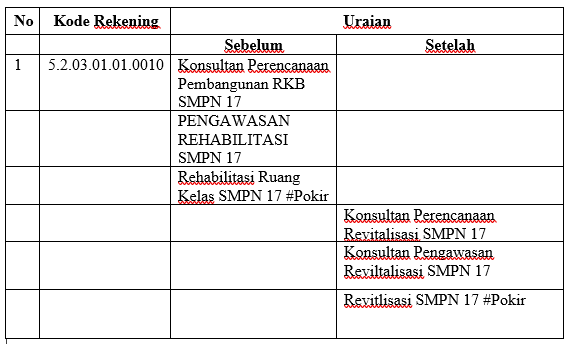 No Kode Rekening Uraian
Sebelum Setelah
1 5.2.03.01.01.0010 Konsultan Perencanaan
Pembangunan RKB
SMPN 17
PENGAWASAN
REHABILITASI
SMPN 17
Rehabilitasi Ruang
Kelas SMPN 17 #Pokir
Konsultan Perencanaan
Revitalisasi SMPN 17
Konsultan Pengawasan
Reviltalisasi SMPN 17
Revitlisasi SMPN 17 #Pokir